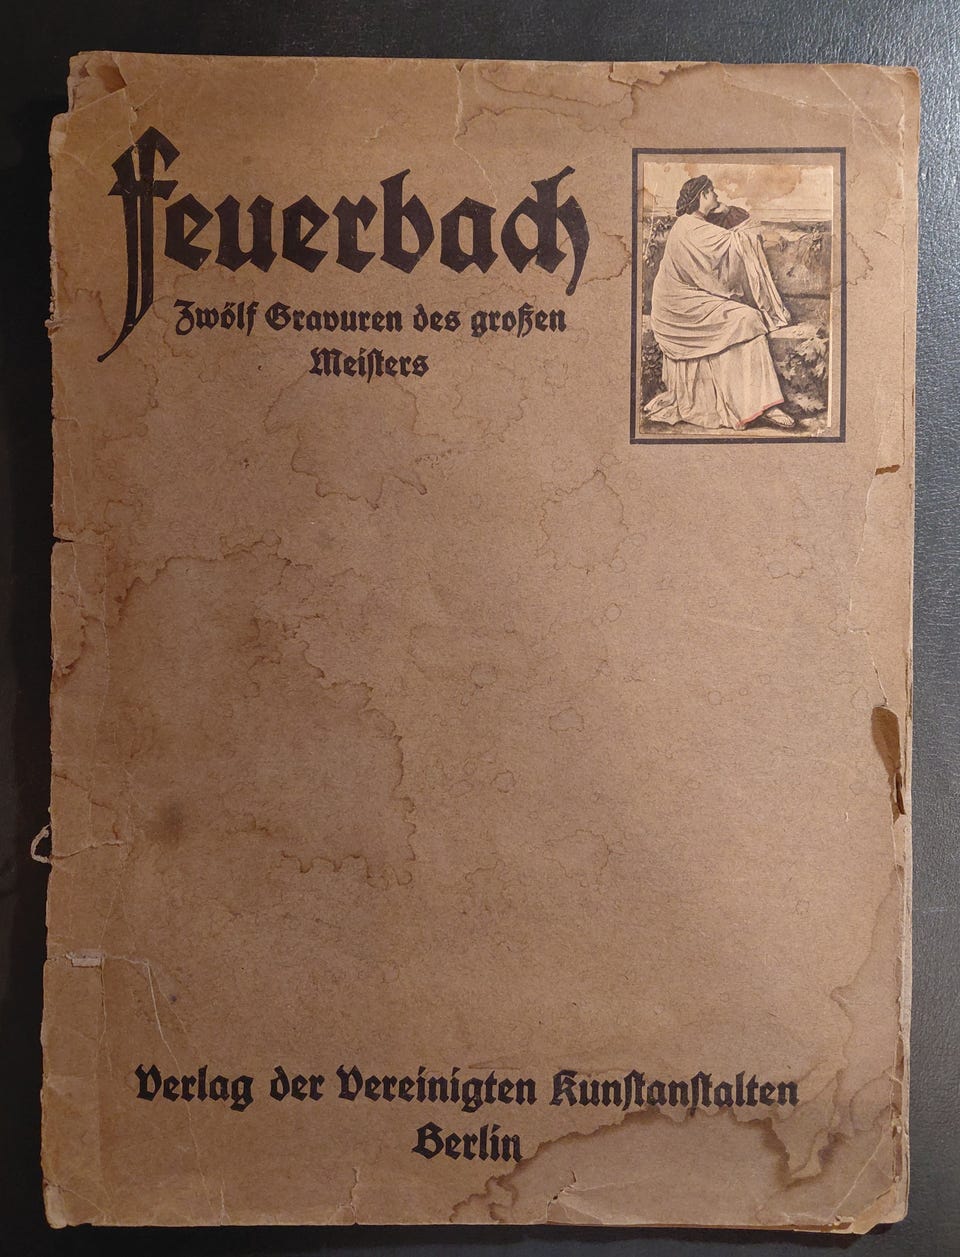 Feuerbach
Zwölf Gravuren des großen
Meisters
Verlag der Vereinigten Kunstanstalten
Berlin